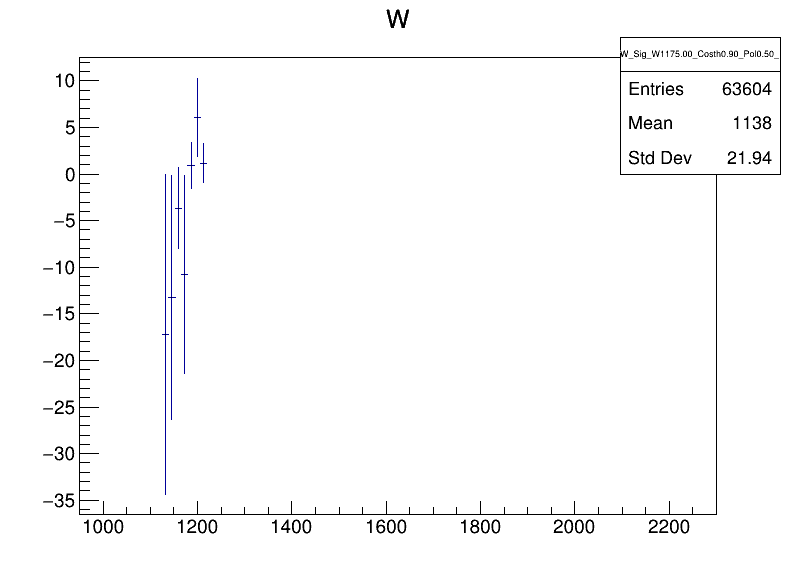 W
W_Sig_W1175.00_Costh0.90_Pol0.50_
Entries 63604
Mean 1138
Std Dev 21.94
10
5
0
−5
−10
−15
−20
−25
−30
−35
1000 1200 1400 1600 1800 2000 2200